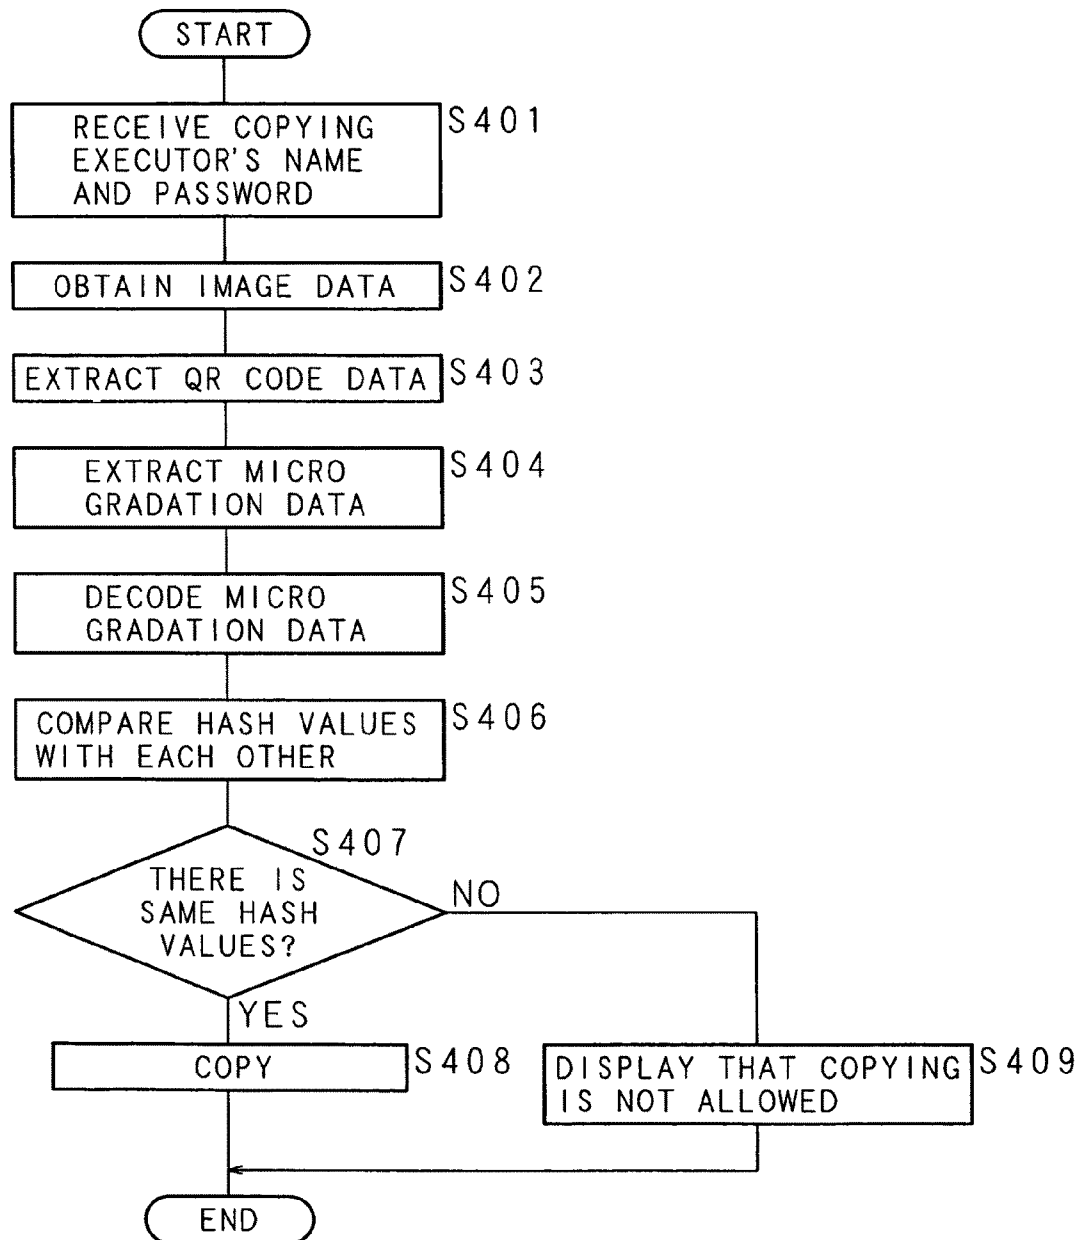 START
RECEIVE COPYING
EXECUTOR'S NAME
AND PASSWORD
S401
OBTAIN IMAGE DATA
S402
EXTRACT QR CODE DATA
S403
EXTRACT MICRO
GRADATION DATA
S404
DECODE MICRO
GRADATION DATA
S405
COMPARE HASH VALUES
WITH EACH OTHER
S406
S407
THERE IS
SAME HASH
VALUES?
NO
YES
COPY
S408
DISPLAY THAT COPYING
IS NOT ALLOWED
S409
END